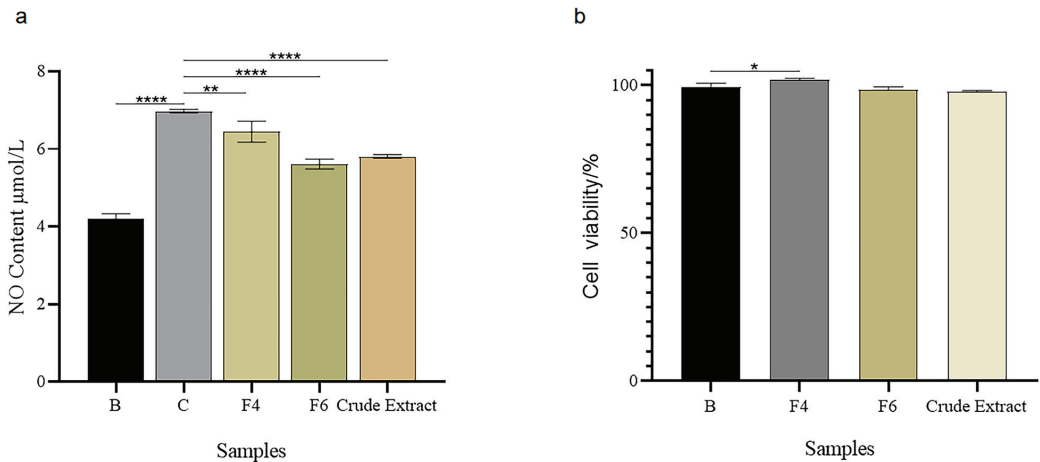 a
****
****
**
****
8
6
4
2
0
NO Content μmol/L
B C F4 F6 Crude Extract
Samples
b
*
100
50
0
Cell viability/%
B F4 F6 Crude Extract
Samples